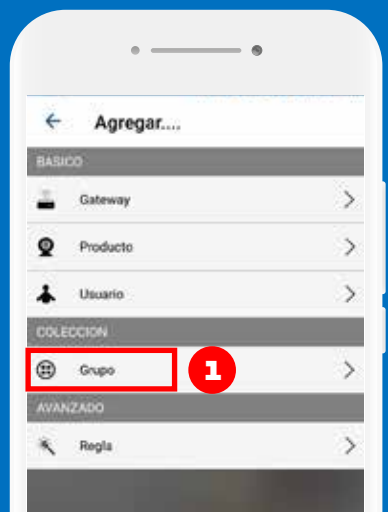 Agregar....
BASICO
Gateway
Producto
Usuario
COLECCION
Grupo
1
AVANZADO
Regla